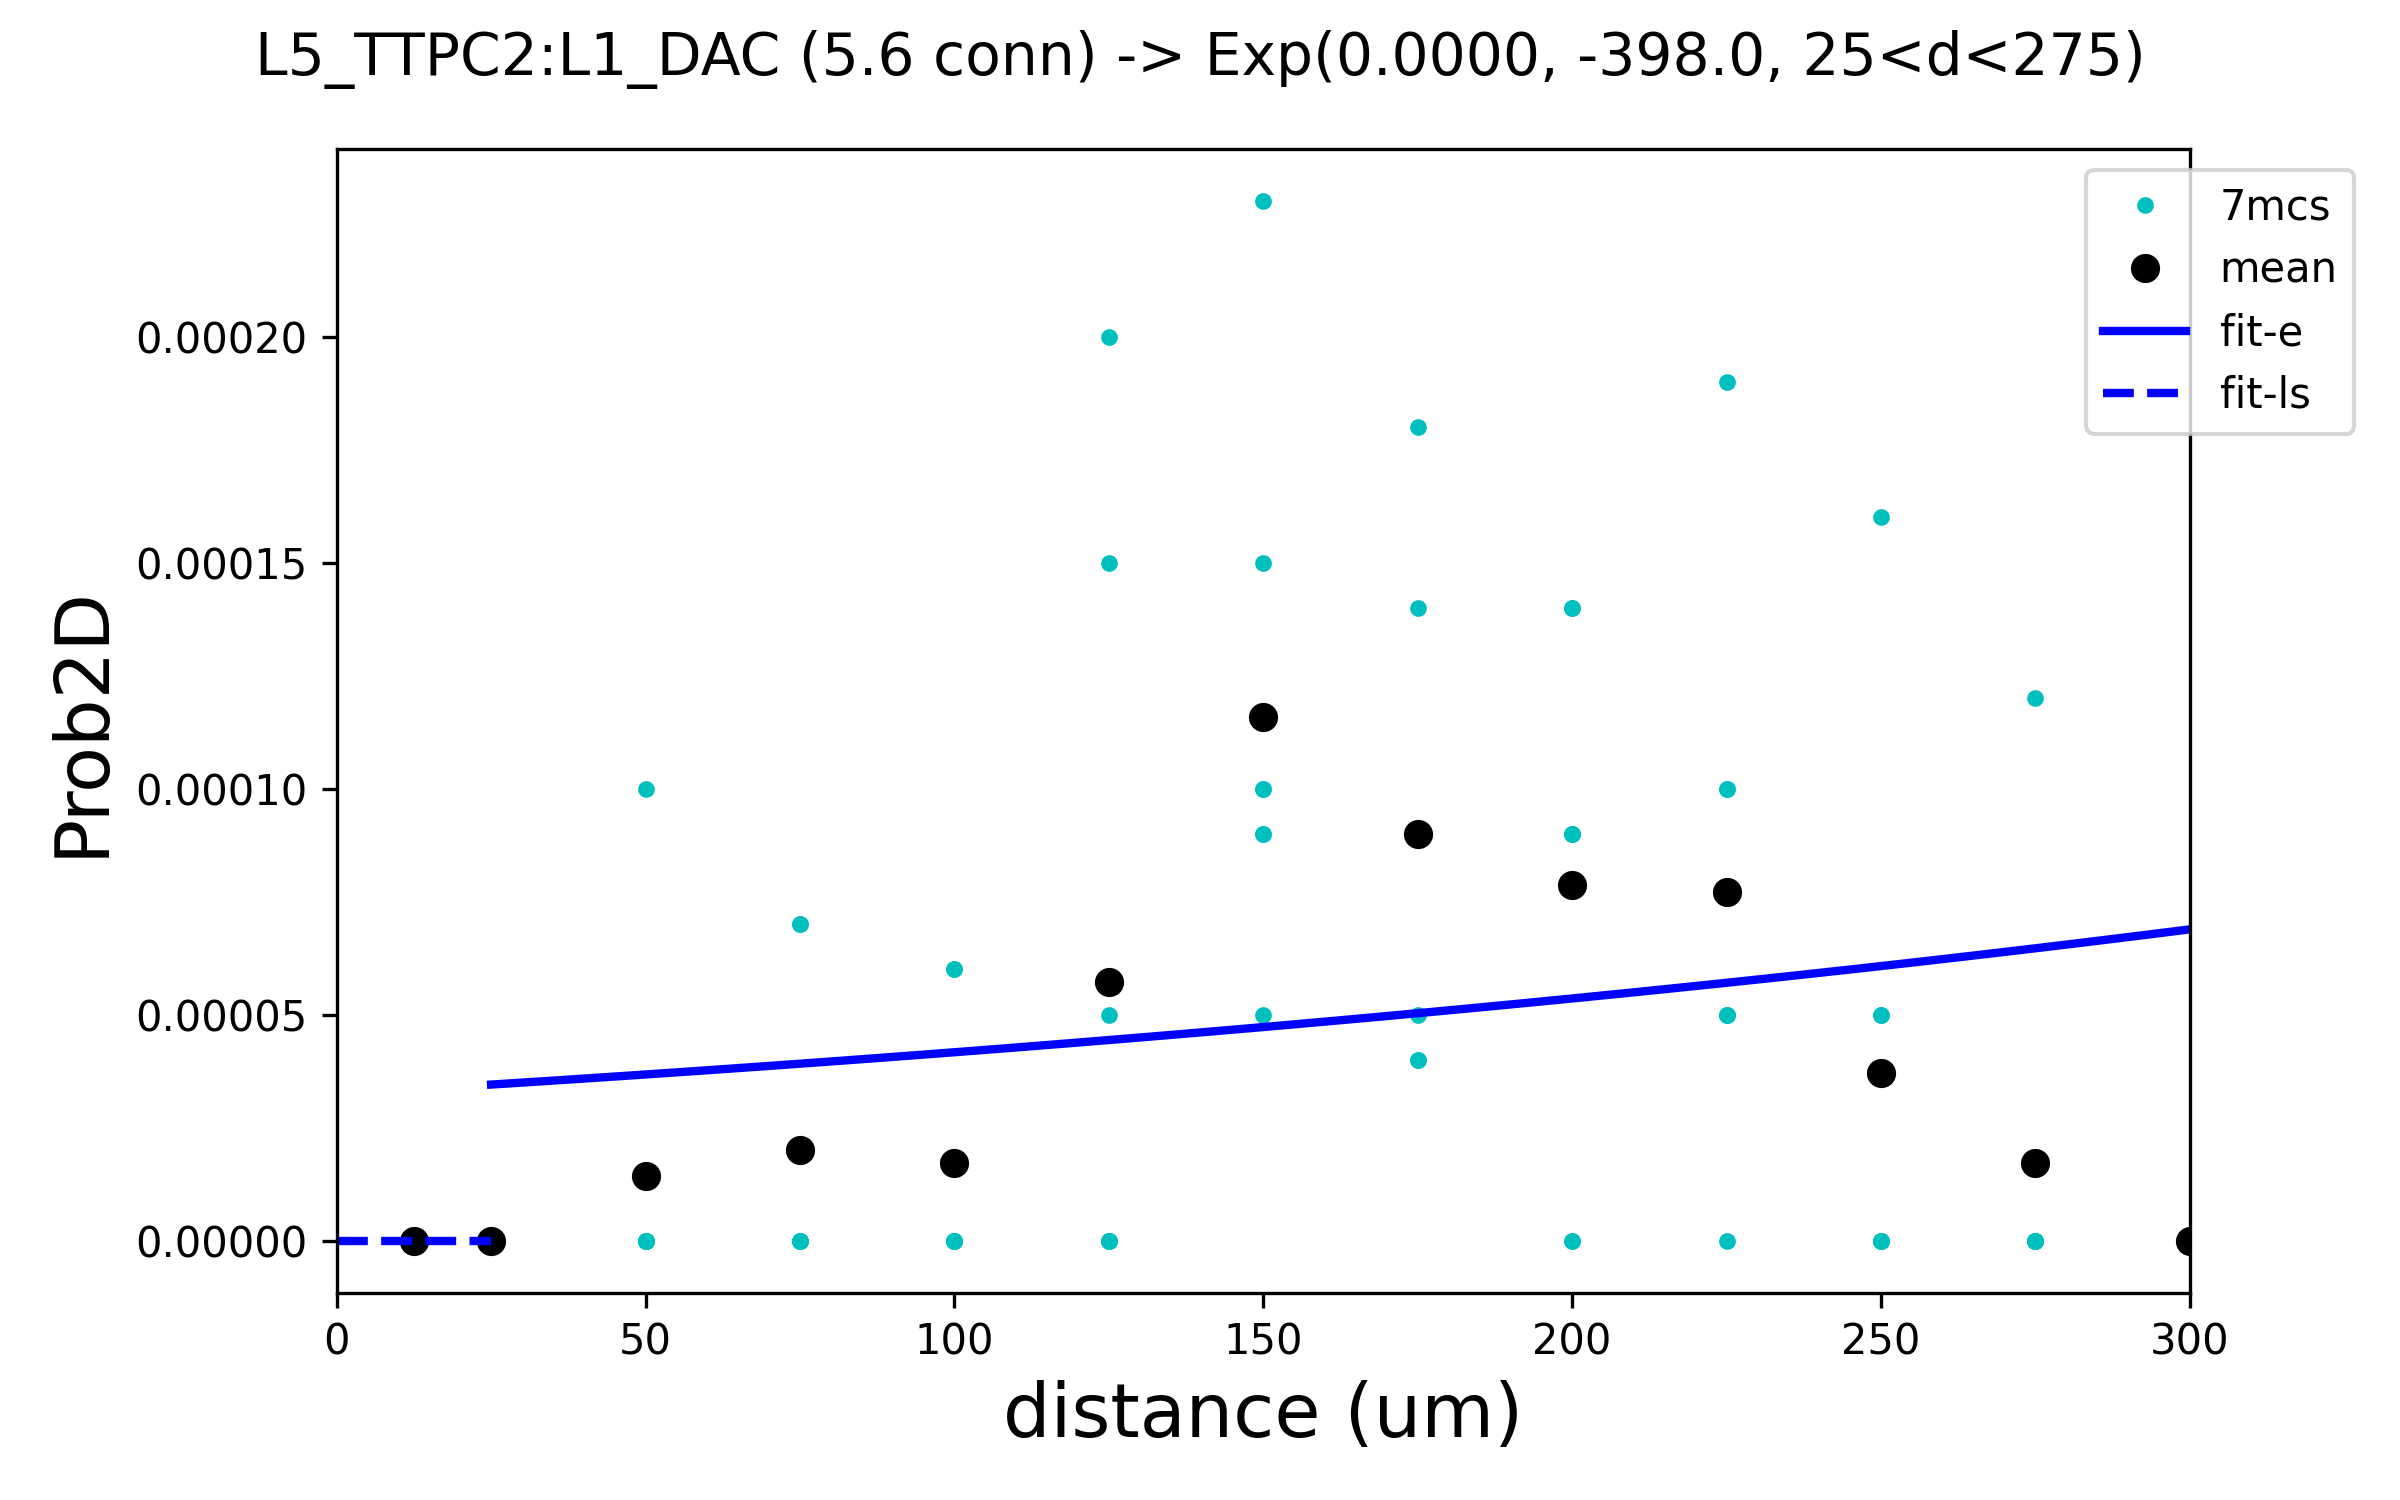 L5_TTPC2:L1_DAC (5.6 conn) -> Exp(0.0000, -398.0, 25<d<275)
7mcs
mean
fit-e
fit-ls
Prob2D
0.00020
0.00015
0.00010
0.00005
0.00000
0 50 100 150 200 250 300
distance (um)